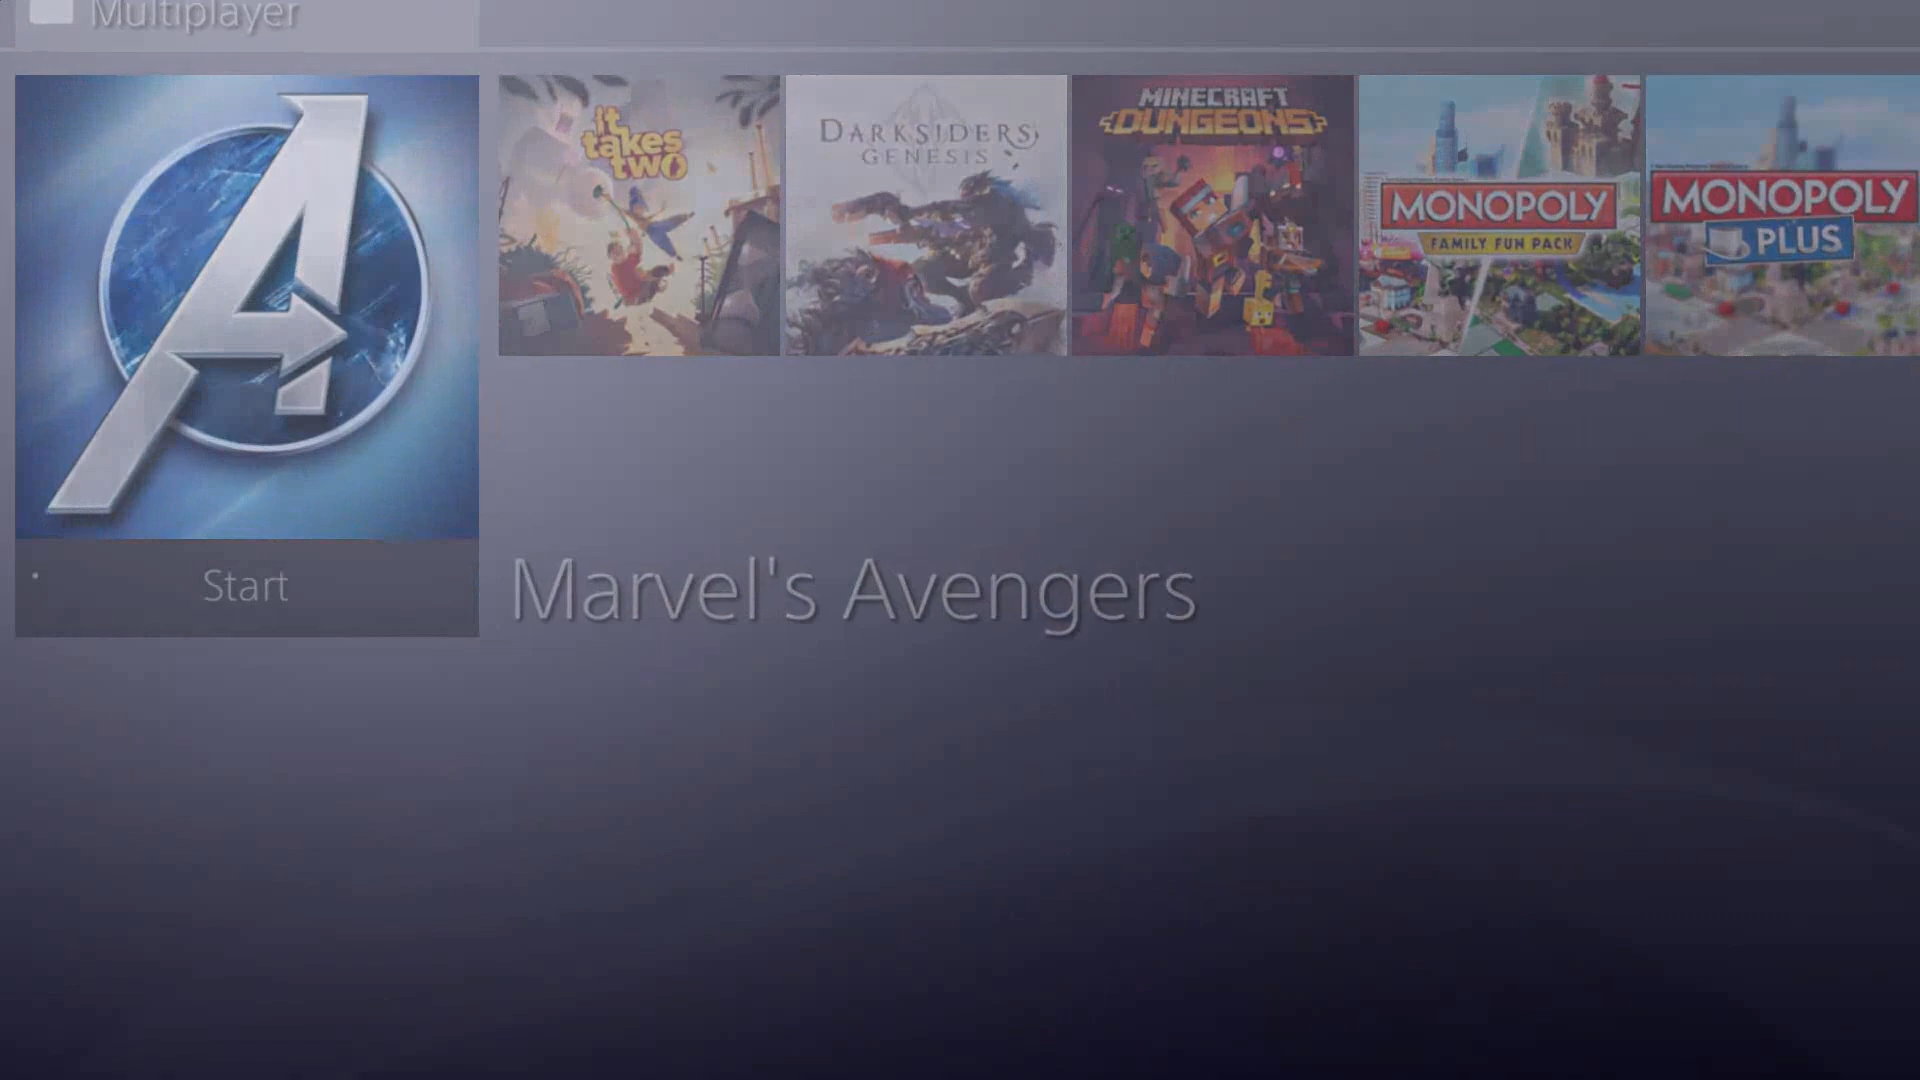 Multiplayer
it
takes
two
DARKSIDERS
GENESIS
MINECRAFT
DUNGEONS
MONOPOLY
FAMILY FUN PACK
MONOPOLY
PLUS
Start
Marvel's Avengers